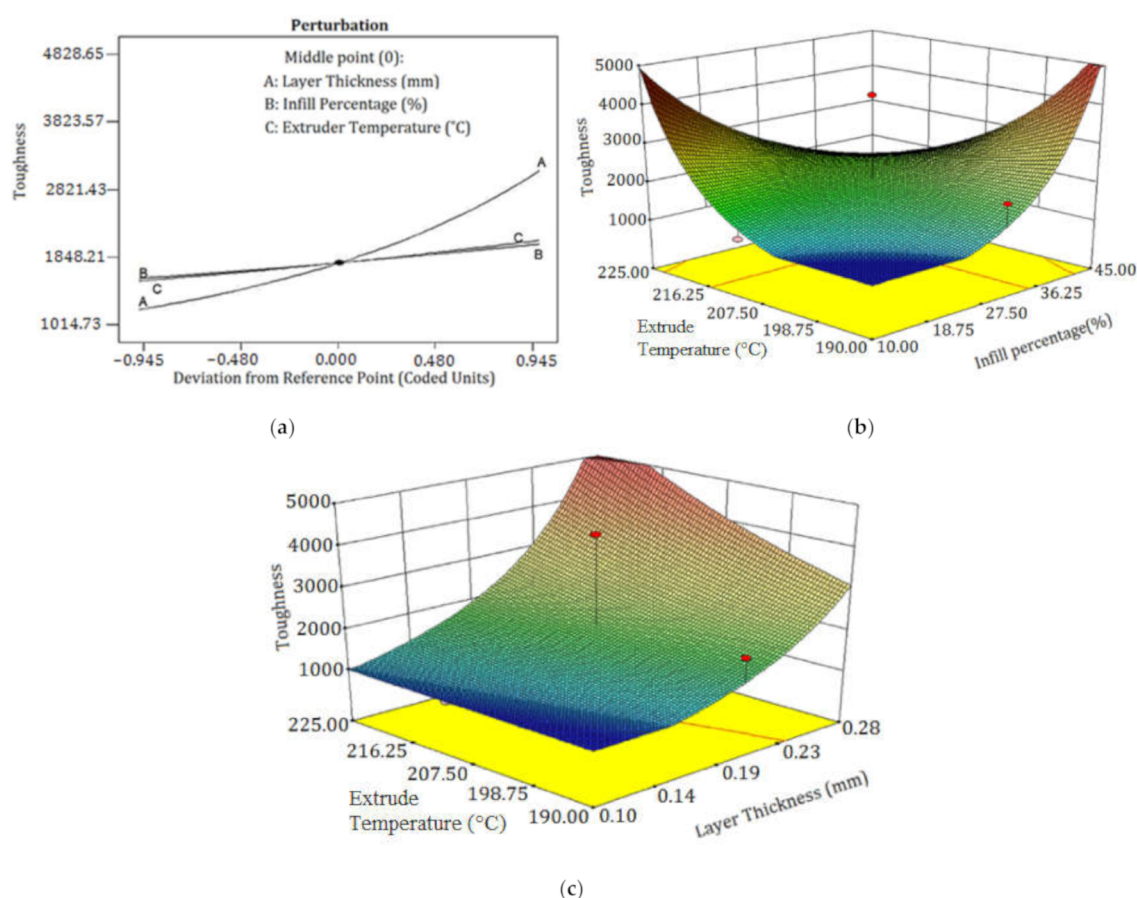 Perturbation
4828.65
3823.57
2821.43
1848.21
1014.73
Toughness
Middle point (0):
A: Layer Thickness (mm)
B: Infill Percentage (%)
C: Extruder Temperature (°C)
A
C
B
B
C
A
−0.945
−0.480
0.000
0.480
0.945
Deviation from Reference Point (Coded Units)
(a)
5000
4000
3000
2000
1000
Toughness
225.00
216.25
207.50
198.75
190.00
Extrude
Temperature (°C)
10.00
18.75
27.50
36.25
45.00
Infill percentage(%)
(b)
5000
4000
3000
2000
1000
Toughness
225.00
216.25
207.50
198.75
190.00
Extrude
Temperature (°C)
0.10
0.14
0.19
0.23
0.28
Layer Thickness (mm)
(c)